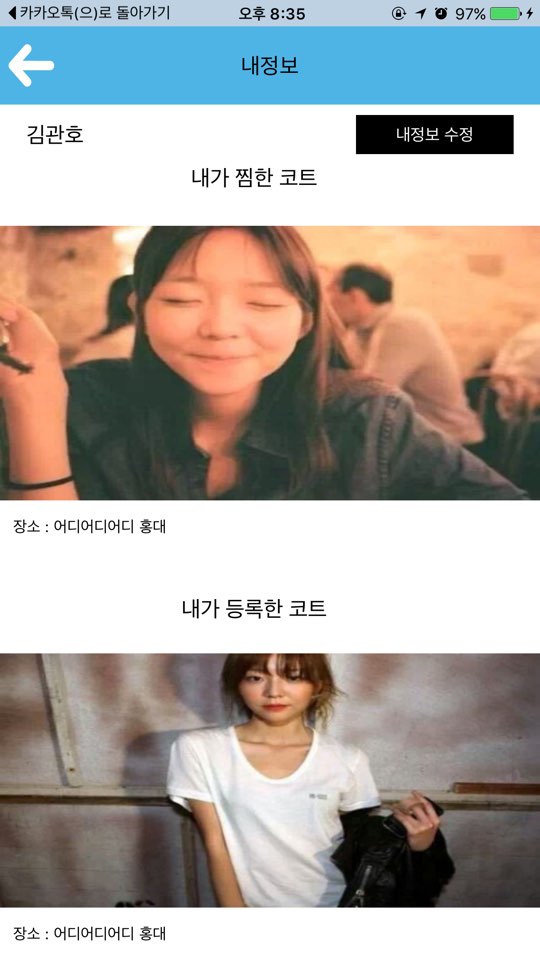 카카오톡(으)로 돌아가기 오후 8:35 97%
내정보
김관호 내정보 수정
내가 찜한 코트
장소 : 어디어디어디 홍대
내가 등록한 코트
장소 : 어디어디어디 홍대